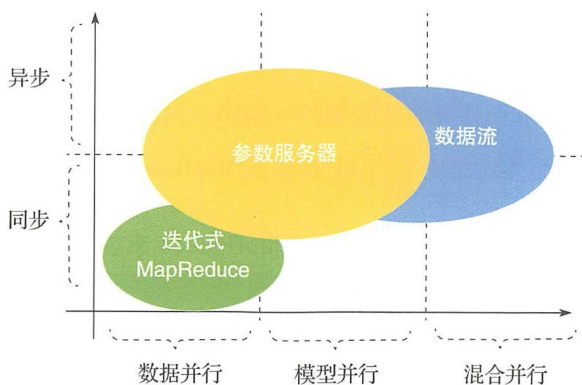 异步
参数服务器
数据流
同步
迭代式
MapReduce
数据并行
模型并行
混合并行